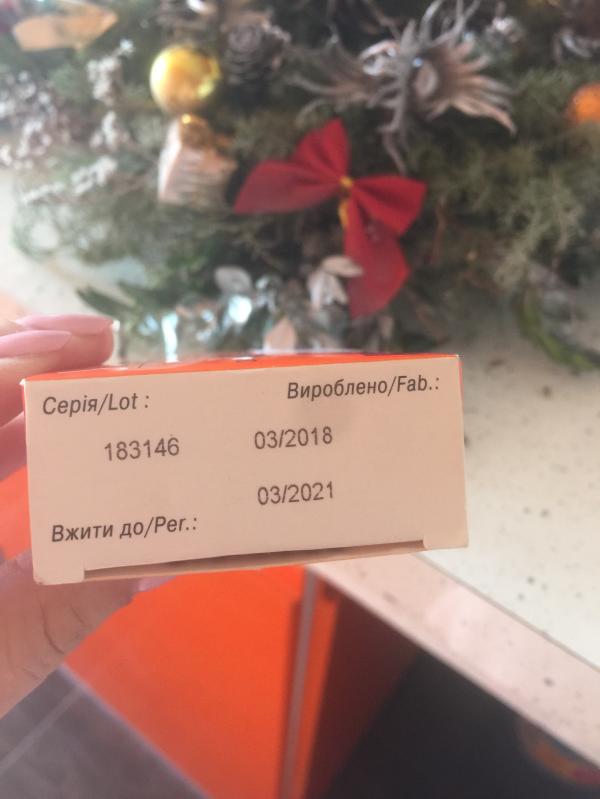 Серія/Lot :
Вироблено/Fab.:
183146
03/2018
03/2021
Вжити до/Per.: